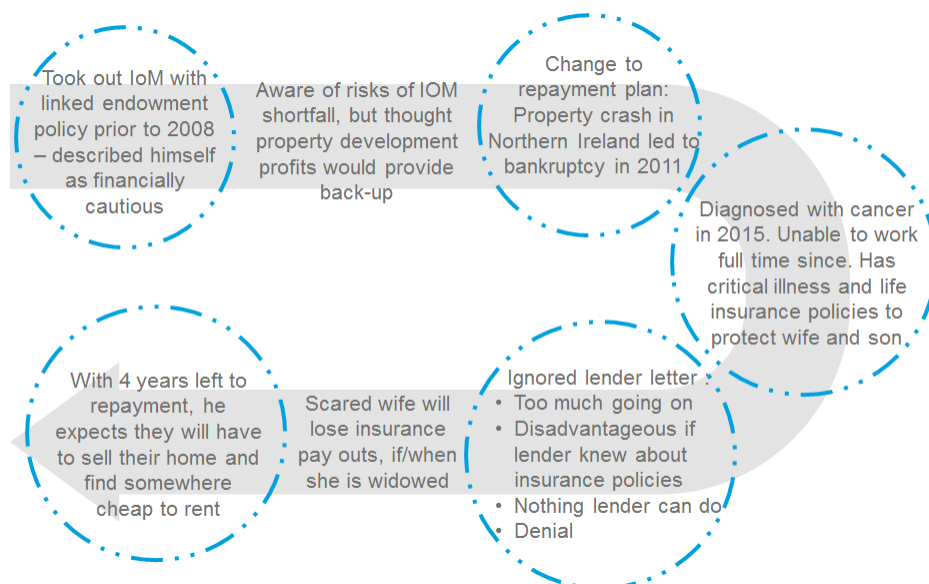 Took out IoM with
linked endowment
policy prior to 2008
– described himself
as financially
cautious
Aware of risks of IOM
shortfall, but thought
property development
profits would provide
back-up
Change to
repayment plan:
Property crash in
Northern Ireland led to
bankruptcy in 2011
Diagnosed with cancer
in 2015. Unable to work
full time since. Has
critical illness and life
insurance policies to
protect wife and son
Ignored lender letter :
• Too much going on
• Disadvantageous if
lender knew about
insurance policies
• Nothing lender can do
• Denial
Scared wife will
lose insurance
pay outs, if/when
she is widowed
With 4 years left to
repayment, he
expects they will have
to sell their home and
find somewhere
cheap to rent